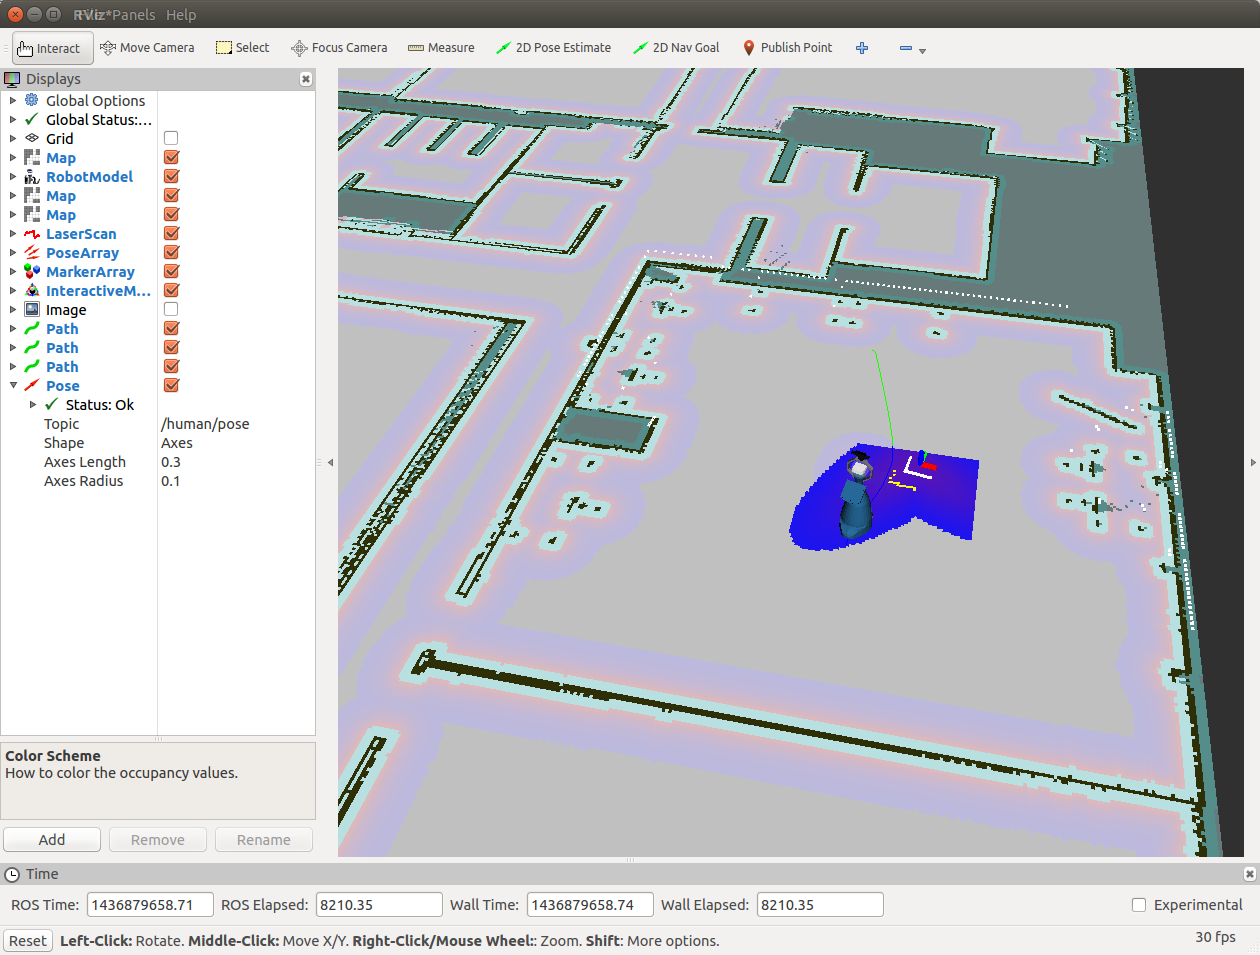 Panels Help
Interact Move Camera Select Focus Camera Measure 2D Pose Estimate 2D Nav Goal Publish Point
Displays
Global Options
Global Status:...
Grid
Map
RobotModel
Map
Map
LaserScan
PoseArray
MarkerArray
InteractiveM...
Image
Path
Path
Path
Pose
Status: Ok
Topic /human/pose
Shape Axes
Axes Length 0.3
Axes Radius 0.1
Color Scheme
How to color the occupancy values.
Add Remove Rename
Time
ROS Time: 1436879658.71 ROS Elapsed: 8210.35 Wall Time: 1436879658.74 Wall Elapsed: 8210.35 Experimental
Reset Left-Click: Rotate. Middle-Click: Move X/Y. Right-Click/Mouse Wheel:: Zoom. Shift: More options. 30 fps